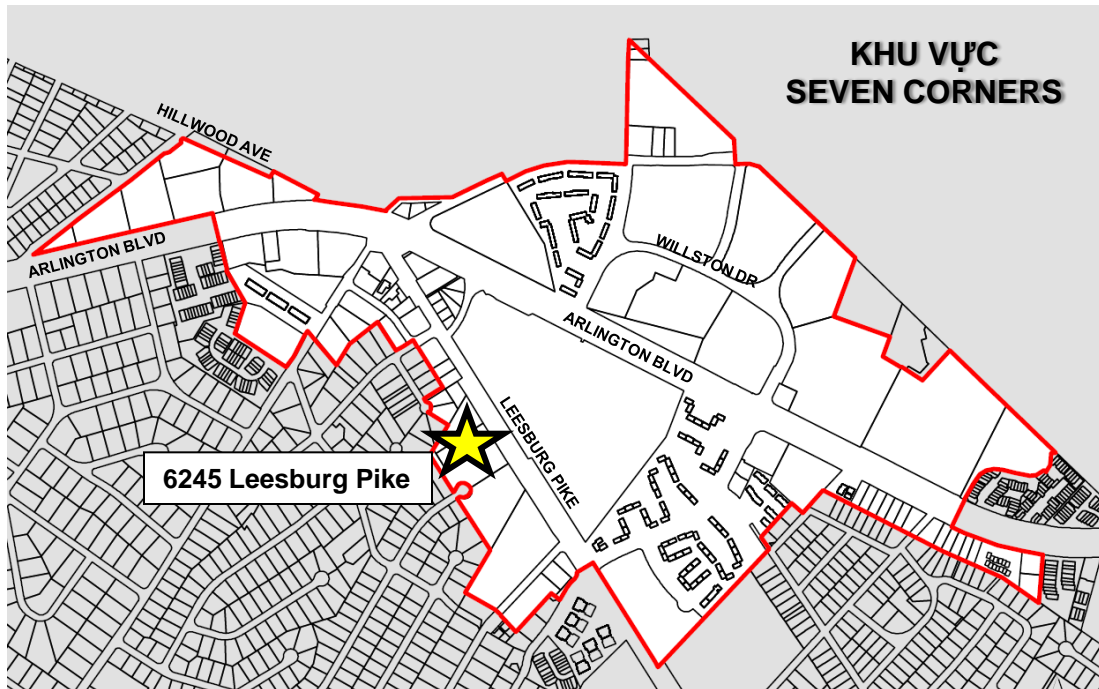 KHU VỰC
SEVEN CORNERS
HILLWOOD AVE
ARLINGTON BLVD
WILLSTON DR
ARLINGTON BLVD
LEESBURG PIKE
6245 Leesburg Pike